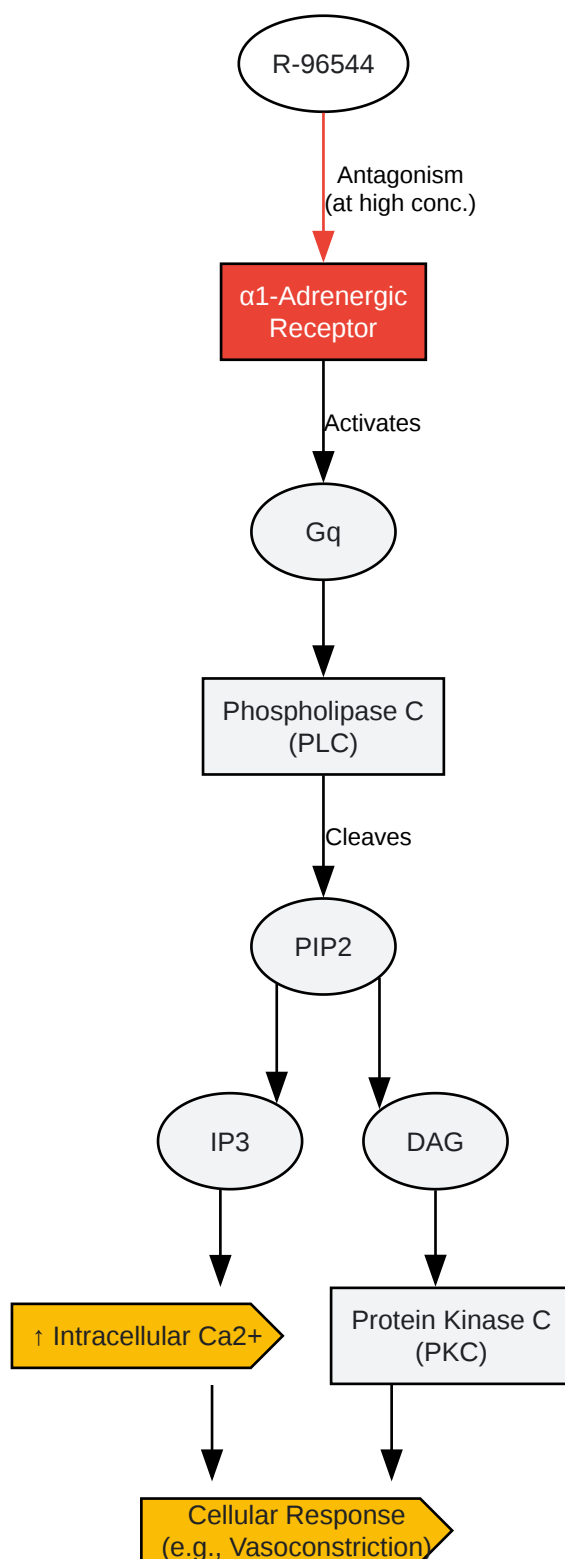 R-96544
Antagonism
(at high conc.)
α1-Adrenergic
Receptor
Activates
Gq
Phospholipase C
(PLC)
Cleaves
PIP2
IP3
DAG
↑ Intracellular Ca2+
Protein Kinase C
(PKC)
Cellular Response
(e.g., Vasoconstriction)